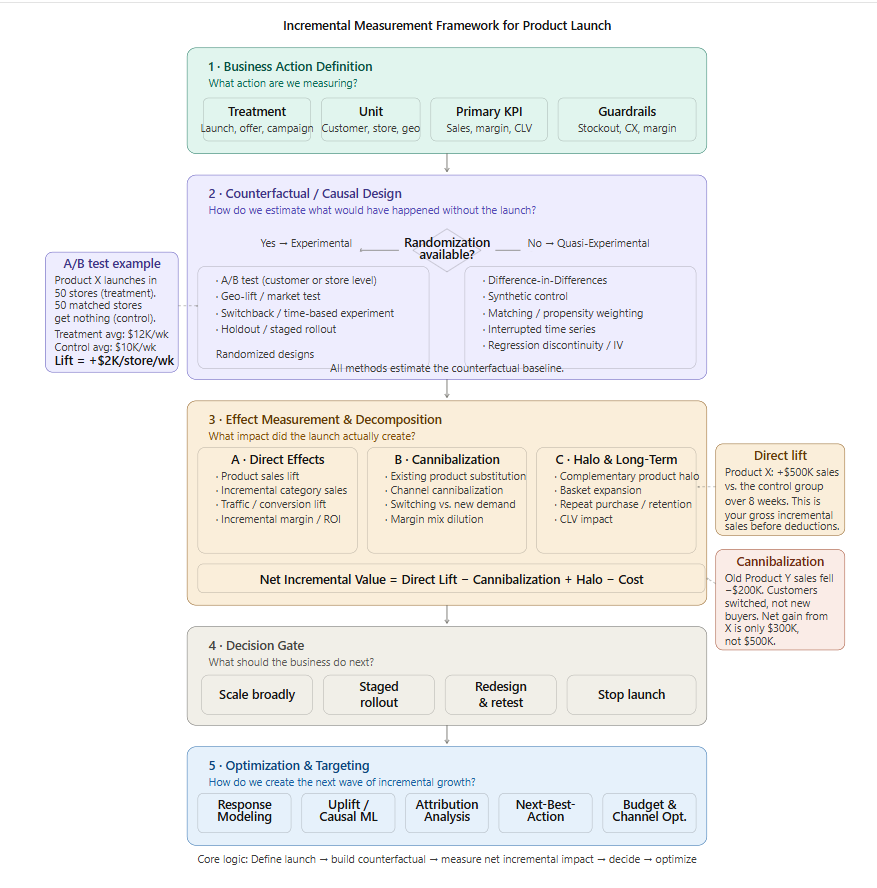 Incremental Measurement Framework for Product Launch
1 · Business Action Definition
What action are we measuring?
Treatment
Launch, offer, campaign
Unit
Customer, store, geo
Primary KPI
Sales, margin, CLV
Guardrails
Stockout, CX, margin
2 · Counterfactual / Causal Design
How do we estimate what would have happened without the launch?
Yes → Experimental
Randomization
available?
No → Quasi-Experimental
· A/B test (customer or store level)
· Geo-lift / market test
· Switchback / time-based experiment
· Holdout / staged rollout
Randomized designs
· Difference-in-Differences
· Synthetic control
· Matching / propensity weighting
· Interrupted time series
· Regression discontinuity / IV
All methods estimate the counterfactual baseline.
A/B test example
Product X launches in
50 stores (treatment).
50 matched stores
get nothing (control).
Treatment avg: $12K/wk
Control avg: $10K/wk
Lift = +$2K/store/wk
3 · Effect Measurement & Decomposition
What impact did the launch actually create?
A · Direct Effects
· Product sales lift
· Incremental category sales
· Traffic / conversion lift
· Incremental margin / ROI
B · Cannibalization
· Existing product substitution
· Channel cannibalization
· Switching vs. new demand
· Margin mix dilution
C · Halo & Long-Term
· Complementary product halo
· Basket expansion
· Repeat purchase / retention
· CLV impact
Net Incremental Value = Direct Lift − Cannibalization + Halo − Cost
Direct lift
Product X: +$500K sales
vs. the control group
over 8 weeks. This is
your gross incremental
sales before deductions.
Cannibalization
Old Product Y sales fell
−$200K. Customers
switched, not new
buyers. Net gain from
X is only $300K,
not $500K.
4 · Decision Gate
What should the business do next?
Scale broadly
Staged
rollout
Redesign
& retest
Stop launch
5 · Optimization & Targeting
How do we create the next wave of incremental growth?
Response
Modeling
Uplift /
Causal ML
Attribution
Analysis
Next-Best-
Action
Budget &
Channel Opt.
Core logic: Define launch → build counterfactual → measure net incremental impact → decide → optimize